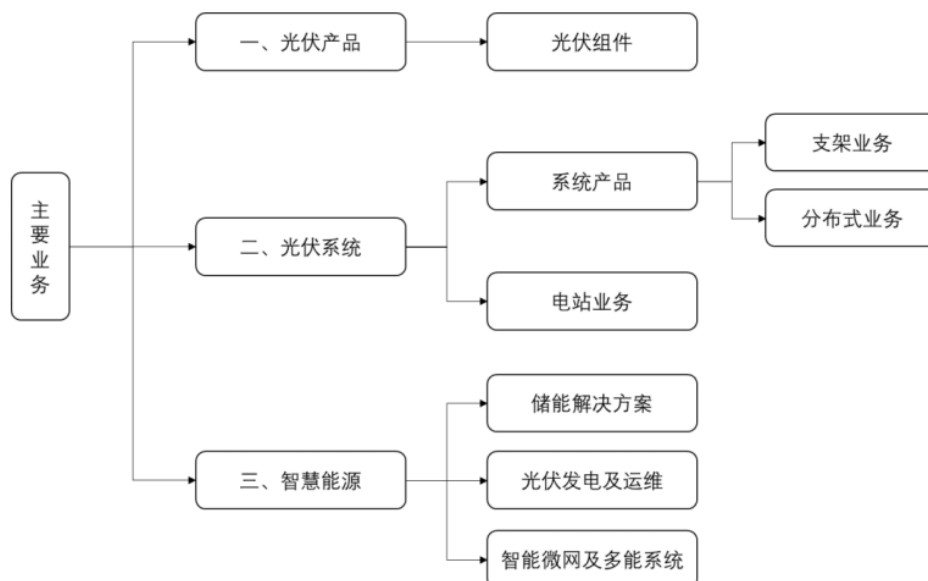 主要业务
一、光伏产品
光伏组件
二、光伏系统
系统产品
支架业务
分布式业务
电站业务
三、智慧能源
储能解决方案
光伏发电及运维
智能微网及多能系统